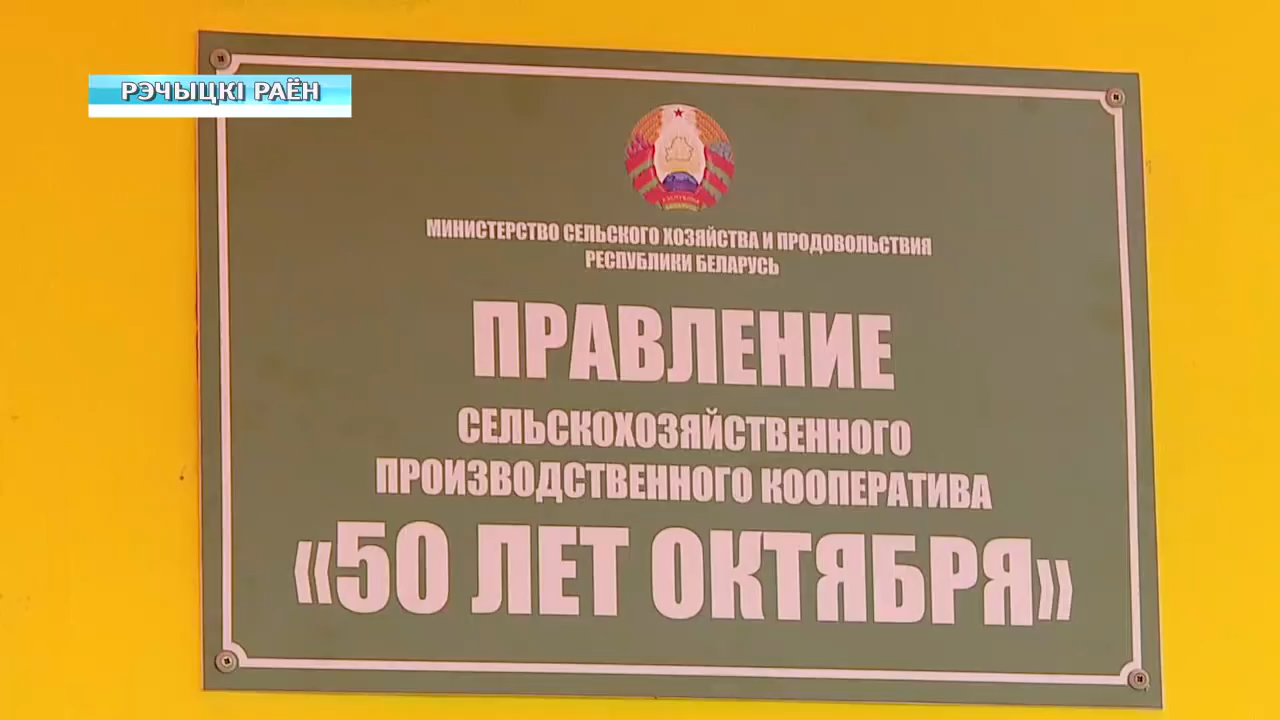 РЭЧЫЦКІ РАЁН
МИНИСТЕРСТВО СЕЛЬСКОГО ХОЗЯЙСТВА И ПРОДОВОЛЬСТВИЯ
РЕСПУБЛИКИ БЕЛАРУСЬ
ПРАВЛЕНИЕ
СЕЛЬСКОХОЗЯЙСТВЕННОГО
ПРОИЗВОДСТВЕННОГО КООПЕРАТИВА
«50 ЛЕТ ОКТЯБРЯ»